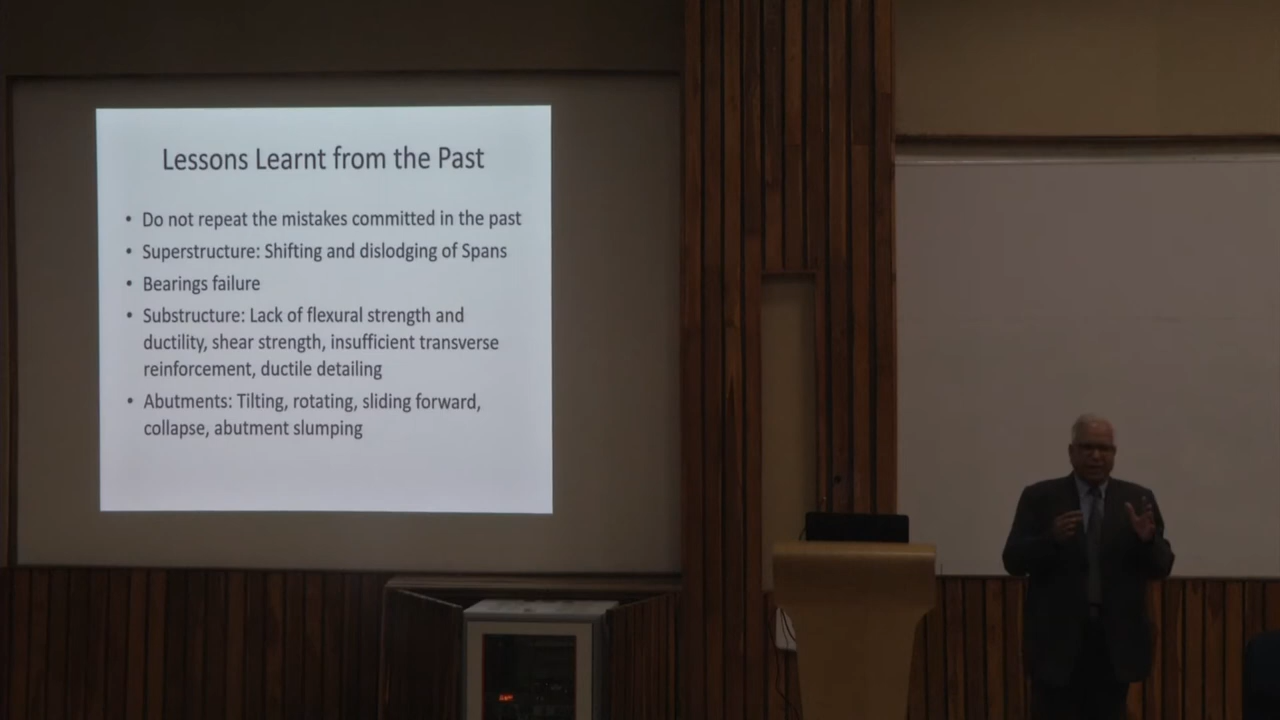 Lessons Learnt from the Past
• Do not repeat the mistakes committed in the past
• Superstructure: Shifting and dislodging of Spans
• Bearings failure
• Substructure: Lack of flexural strength and
ductility, shear strength, insufficient transverse
reinforcement, ductile detailing
• Abutments: Tilting, rotating, sliding forward,
collapse, abutment slumping